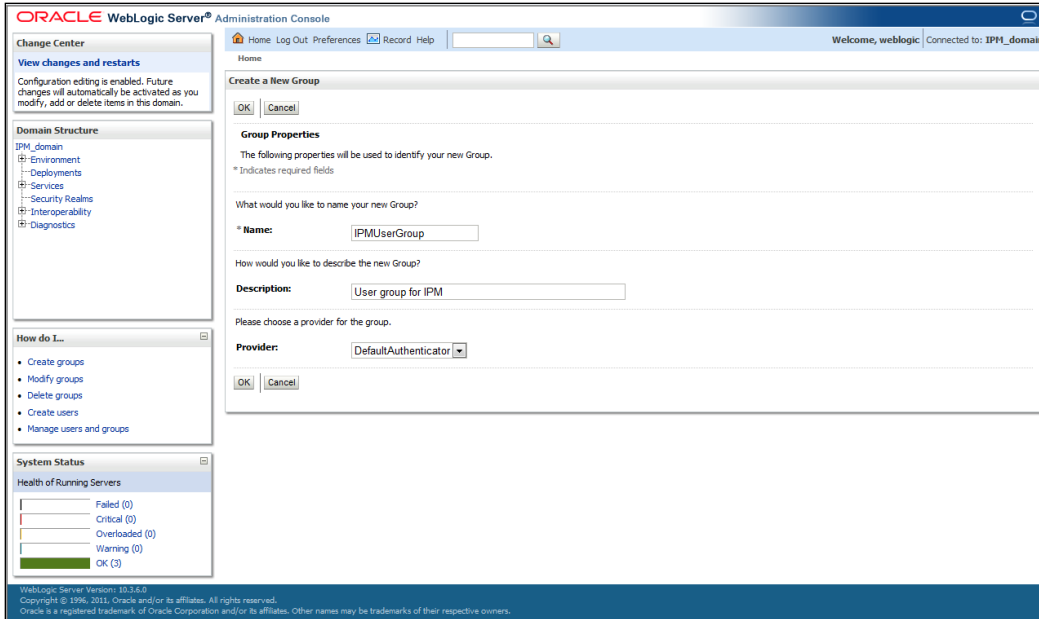 ORACLE WebLogic Server® Administration Console
Change Center
View changes and restarts
Configuration editing is enabled. Future
changes will automatically be activated as you
modify, add or delete items in this domain.
Domain Structure
IPM_domain
Environment
Deployments
Services
Security Realms
Interoperability
Diagnostics
How do I...
Create groups
Modify groups
Delete groups
Create users
Manage users and groups
System Status
Health of Running Servers
Failed (0)
Critical (0)
Overloaded (0)
Warning (0)
OK (3)
Home Log Out Preferences Record Help
Welcome, weblogic Connected to: IPM_domain
Home
Create a New Group
OK Cancel
Group Properties
The following properties will be used to identify your new Group.
* Indicates required fields
What would you like to name your new Group?
* Name: IPMUserGroup
How would you like to describe the new Group?
Description: User group for IPM
Please choose a provider for the group.
Provider: DefaultAuthenticator
OK Cancel
WebLogic Server Version: 10.3.6.0
Copyright © 1996, 2011, Oracle and/or its affiliates. All rights reserved.
Oracle is a registered trademark of Oracle Corporation and/or its affiliates. Other names may be trademarks of their respective owners.